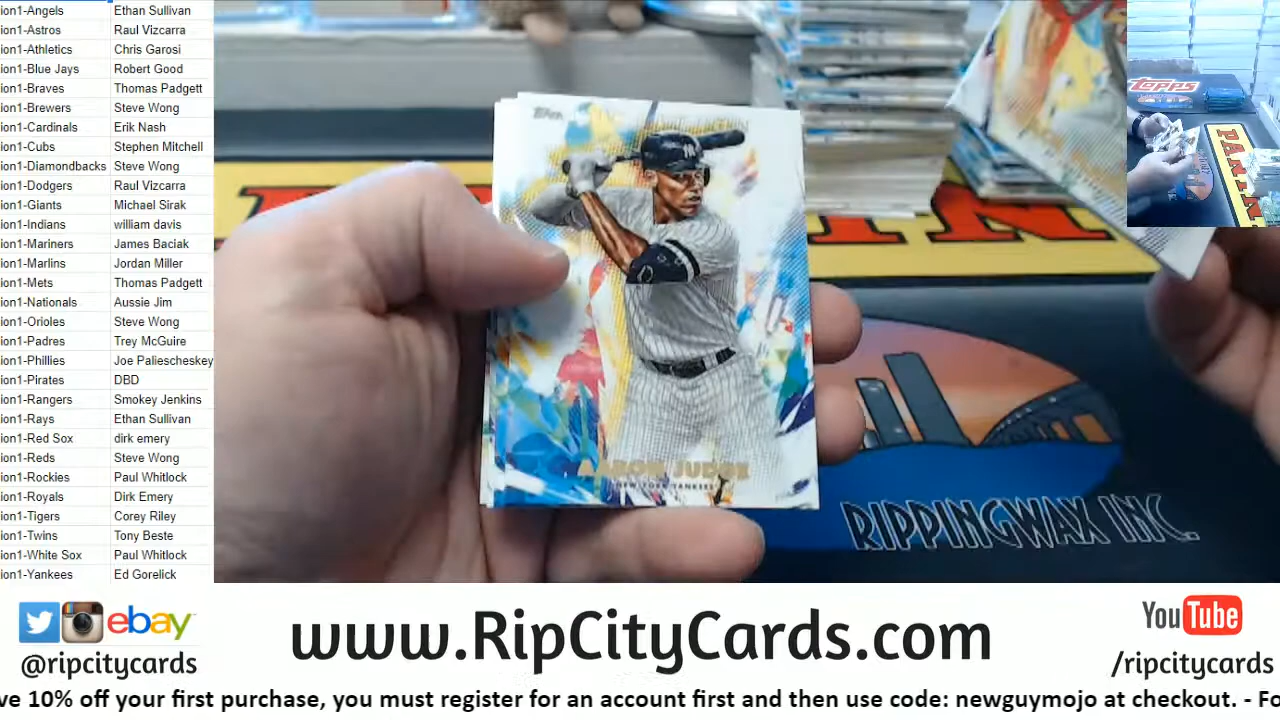 ion1-Angels Ethan Sullivan
ion1-Astros Raul Vizcarra
ion1-Athletics Chris Garosi
ion1-Blue Jays Robert Good
ion1-Braves Thomas Padgett
ion1-Brewers Steve Wong
ion1-Cardinals Erik Nash
ion1-Cubs Stephen Mitchell
ion1-Diamondbacks Steve Wong
ion1-Dodgers Raul Vizcarra
ion1-Giants Michael Sirak
ion1-Indians william davis
ion1-Mariners James Baciak
ion1-Marlins Jordan Miller
ion1-Mets Thomas Padgett
ion1-Nationals Aussie Jim
ion1-Orioles Steve Wong
ion1-Padres Trey McGuire
ion1-Phillies Joe Paliescheskey
ion1-Pirates DBD
ion1-Rangers Smokey Jenkins
ion1-Rays Ethan Sullivan
ion1-Red Sox dirk emery
ion1-Reds Steve Wong
ion1-Rockies Paul Whitlock
ion1-Royals Dirk Emery
ion1-Tigers Corey Riley
ion1-Twins Tony Beste
ion1-White Sox Paul Whitlock
ion1-Yankees Ed Gorelick
Topps
NY
AARON JUDGE
NEW YORK YANKEES
RIPPINGWAX INC.
topps
PANIN
ebay
@ripcitycards
www.RipCityCards.com
YouTube
/ripcitycards
ve 10% off your first purchase, you must register for an account first and then use code: newguymojo at checkout. - Fo